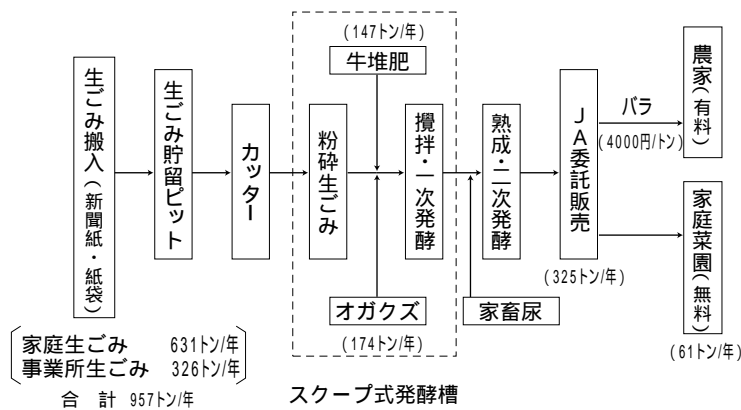 生ごみ搬入(新聞紙・紙袋)
生ごみ貯留ピット
カッター
粉砕生ごみ
(147トン/年)
牛堆肥
オガクズ
(174トン/年)
攪拌・一次発酵
家畜尿
熟成・二次発酵
JA委託販売
(325トン/年)
バラ
(4000円/トン)
農家(有料)
家庭菜園(無料)
(61トン/年)
家庭生ごみ 631トン/年
事業所生ごみ 326トン/年
合 計 957トン/年
スクープ式発酵槽